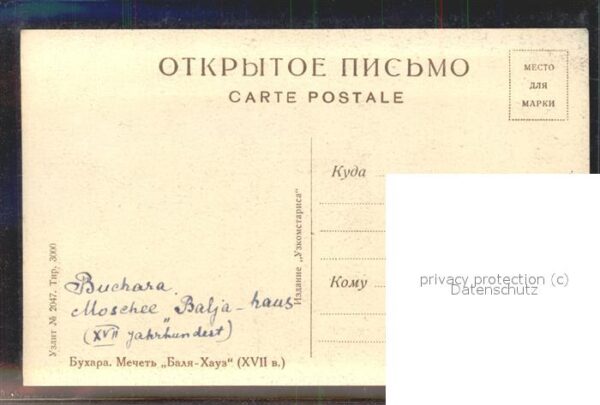 ОТКРЫТОЕ ПИСЬМО
CARTE POSTALE
МЕСТО
ДЛЯ
МАРКИ
Куда
Кому
privacy protection (c)
Datenschutz
Издание „Узкомстариса"
Узлит № 2047. Тир. 3000
Buchara.
Moschee „Balja-haus
(XVII jahrhundert)
Бухара. Мечеть „Баля-Хауз" (XVII в.)